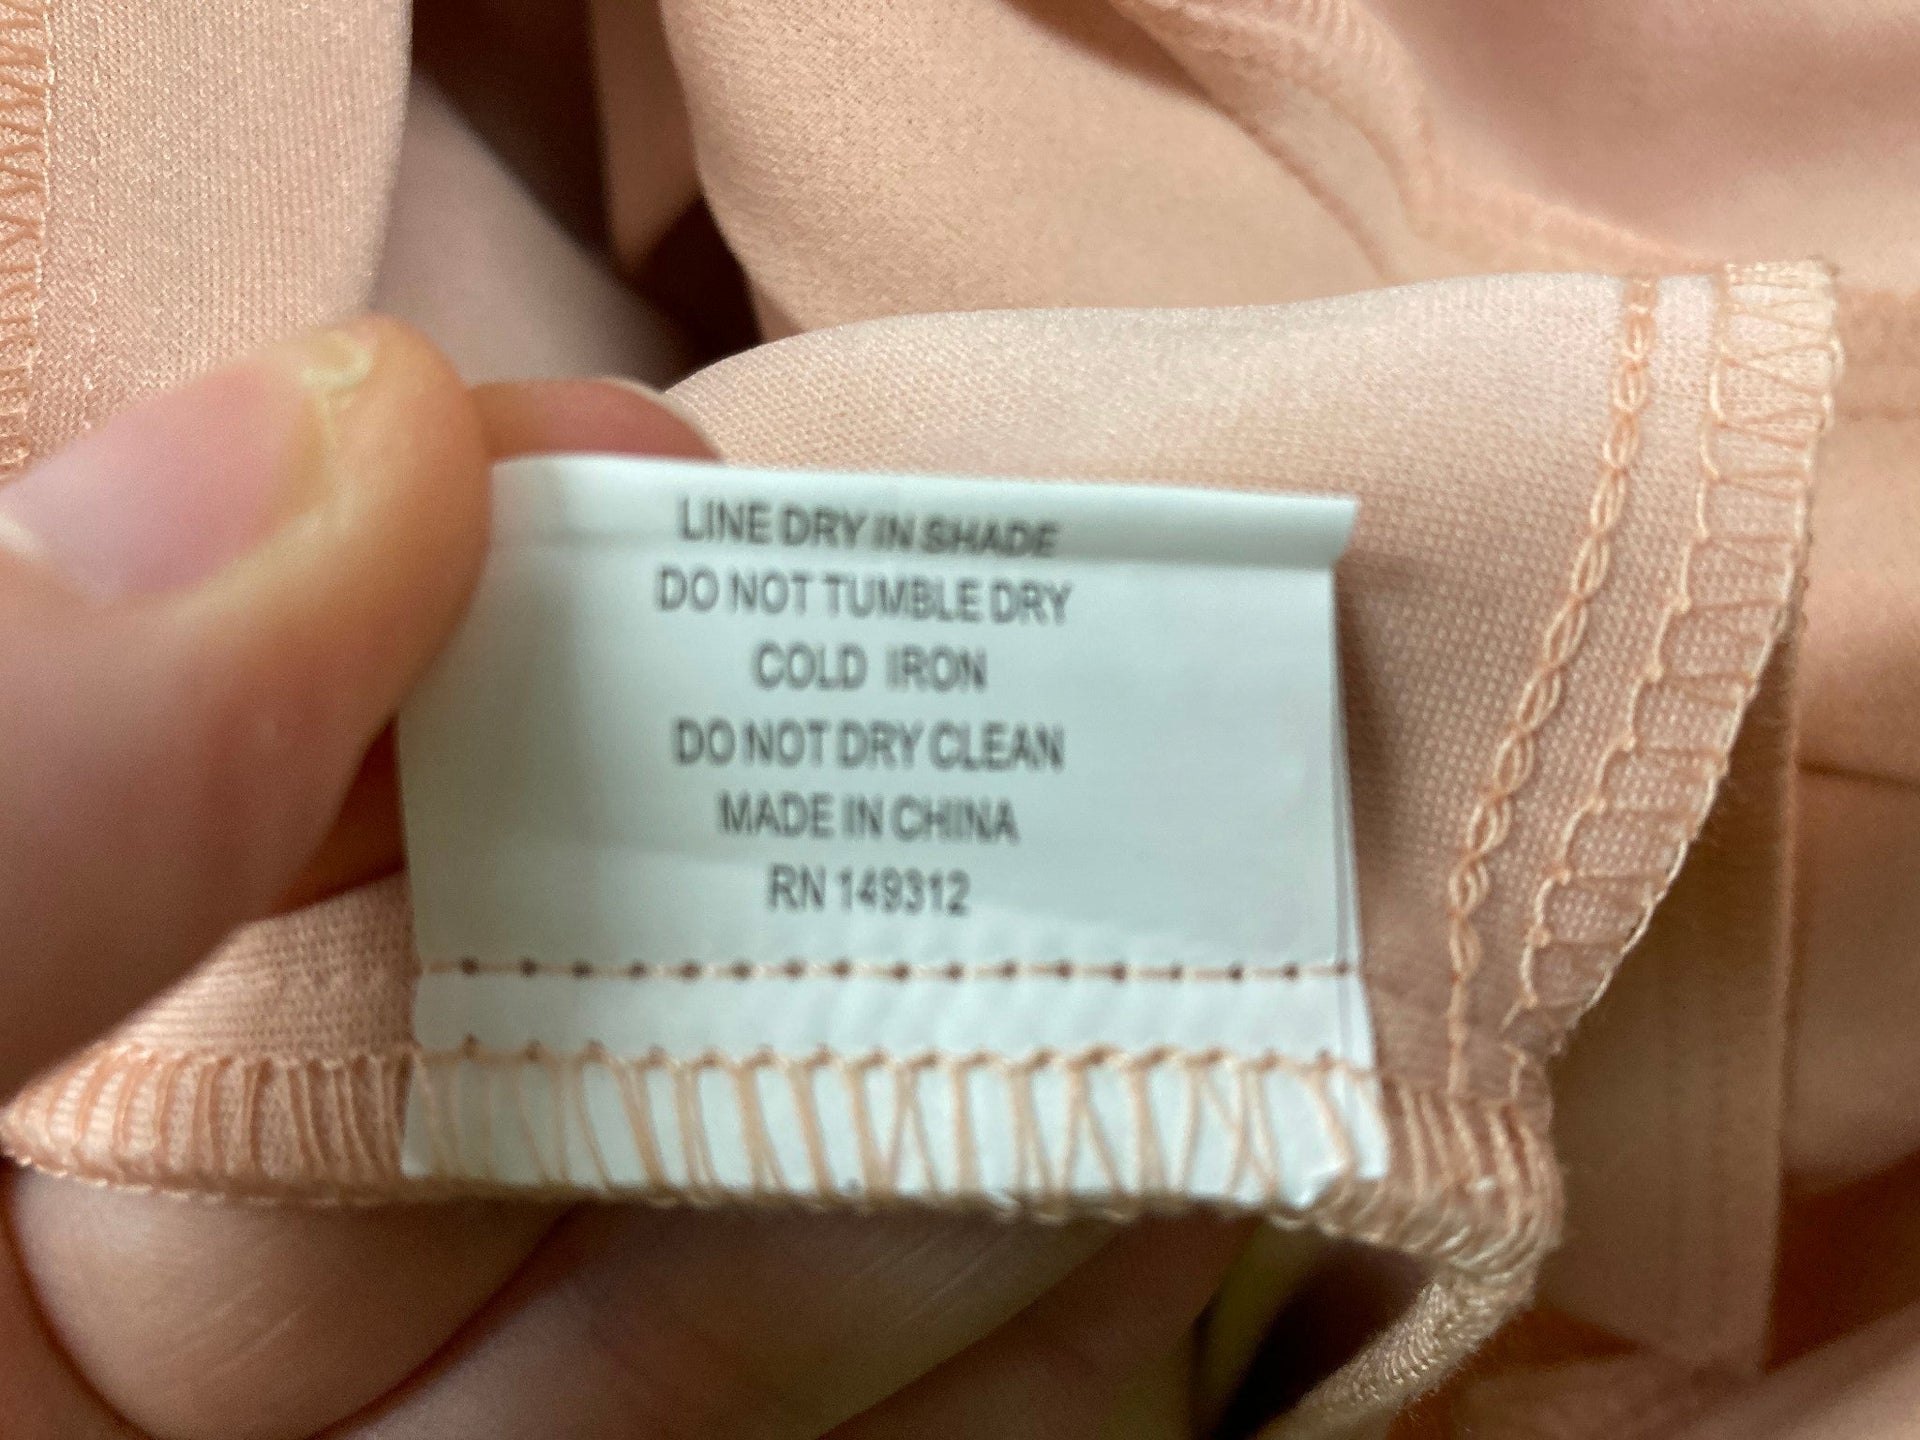 LINE DRY IN SHADE
DO NOT TUMBLE DRY
COLD IRON
DO NOT DRY CLEAN
MADE IN CHINA
RN 149312